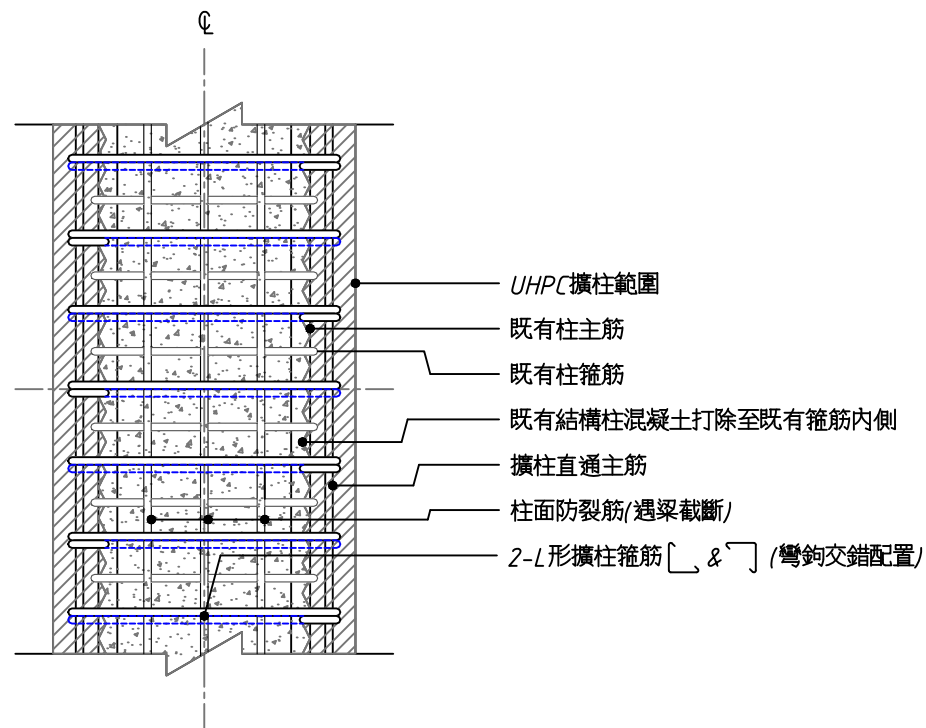 ℄
UHPC擴柱範圍
既有柱主筋
既有柱箍筋
既有結構柱混凝土打除至既有箍筋內側
擴柱直通主筋
柱面防裂筋(遇梁截斷)
2-L形擴柱箍筋 & (彎鉤交錯配置)